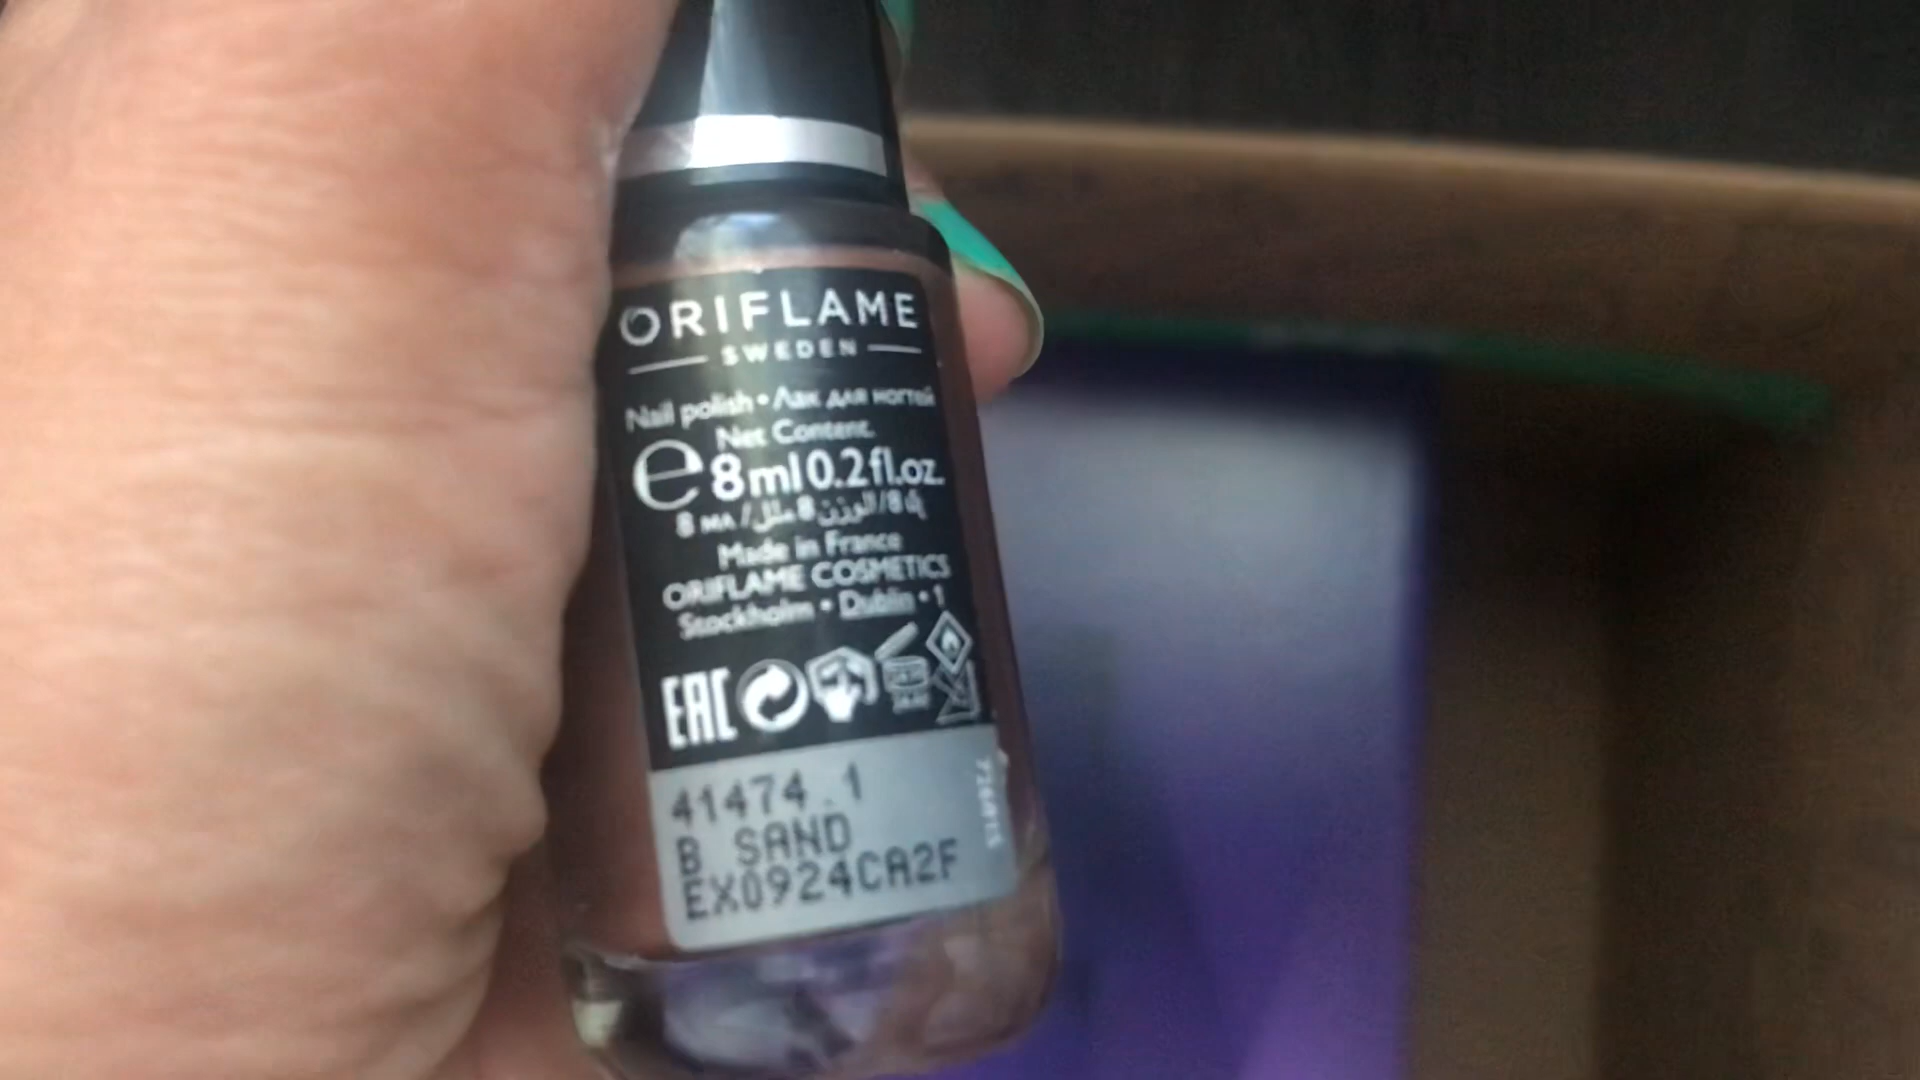 ORIFLAME
SWEDEN
Nail polish • Лак для ногтей
Net Content.
e 8ml 0.2fl.oz.
8 мл / الوزن 8 ملل / 8
Made in France
ORIFLAME COSMETICS
Stockholm • Dublin • 1
EAC
41474.1
B SAND
EX0924CA2F